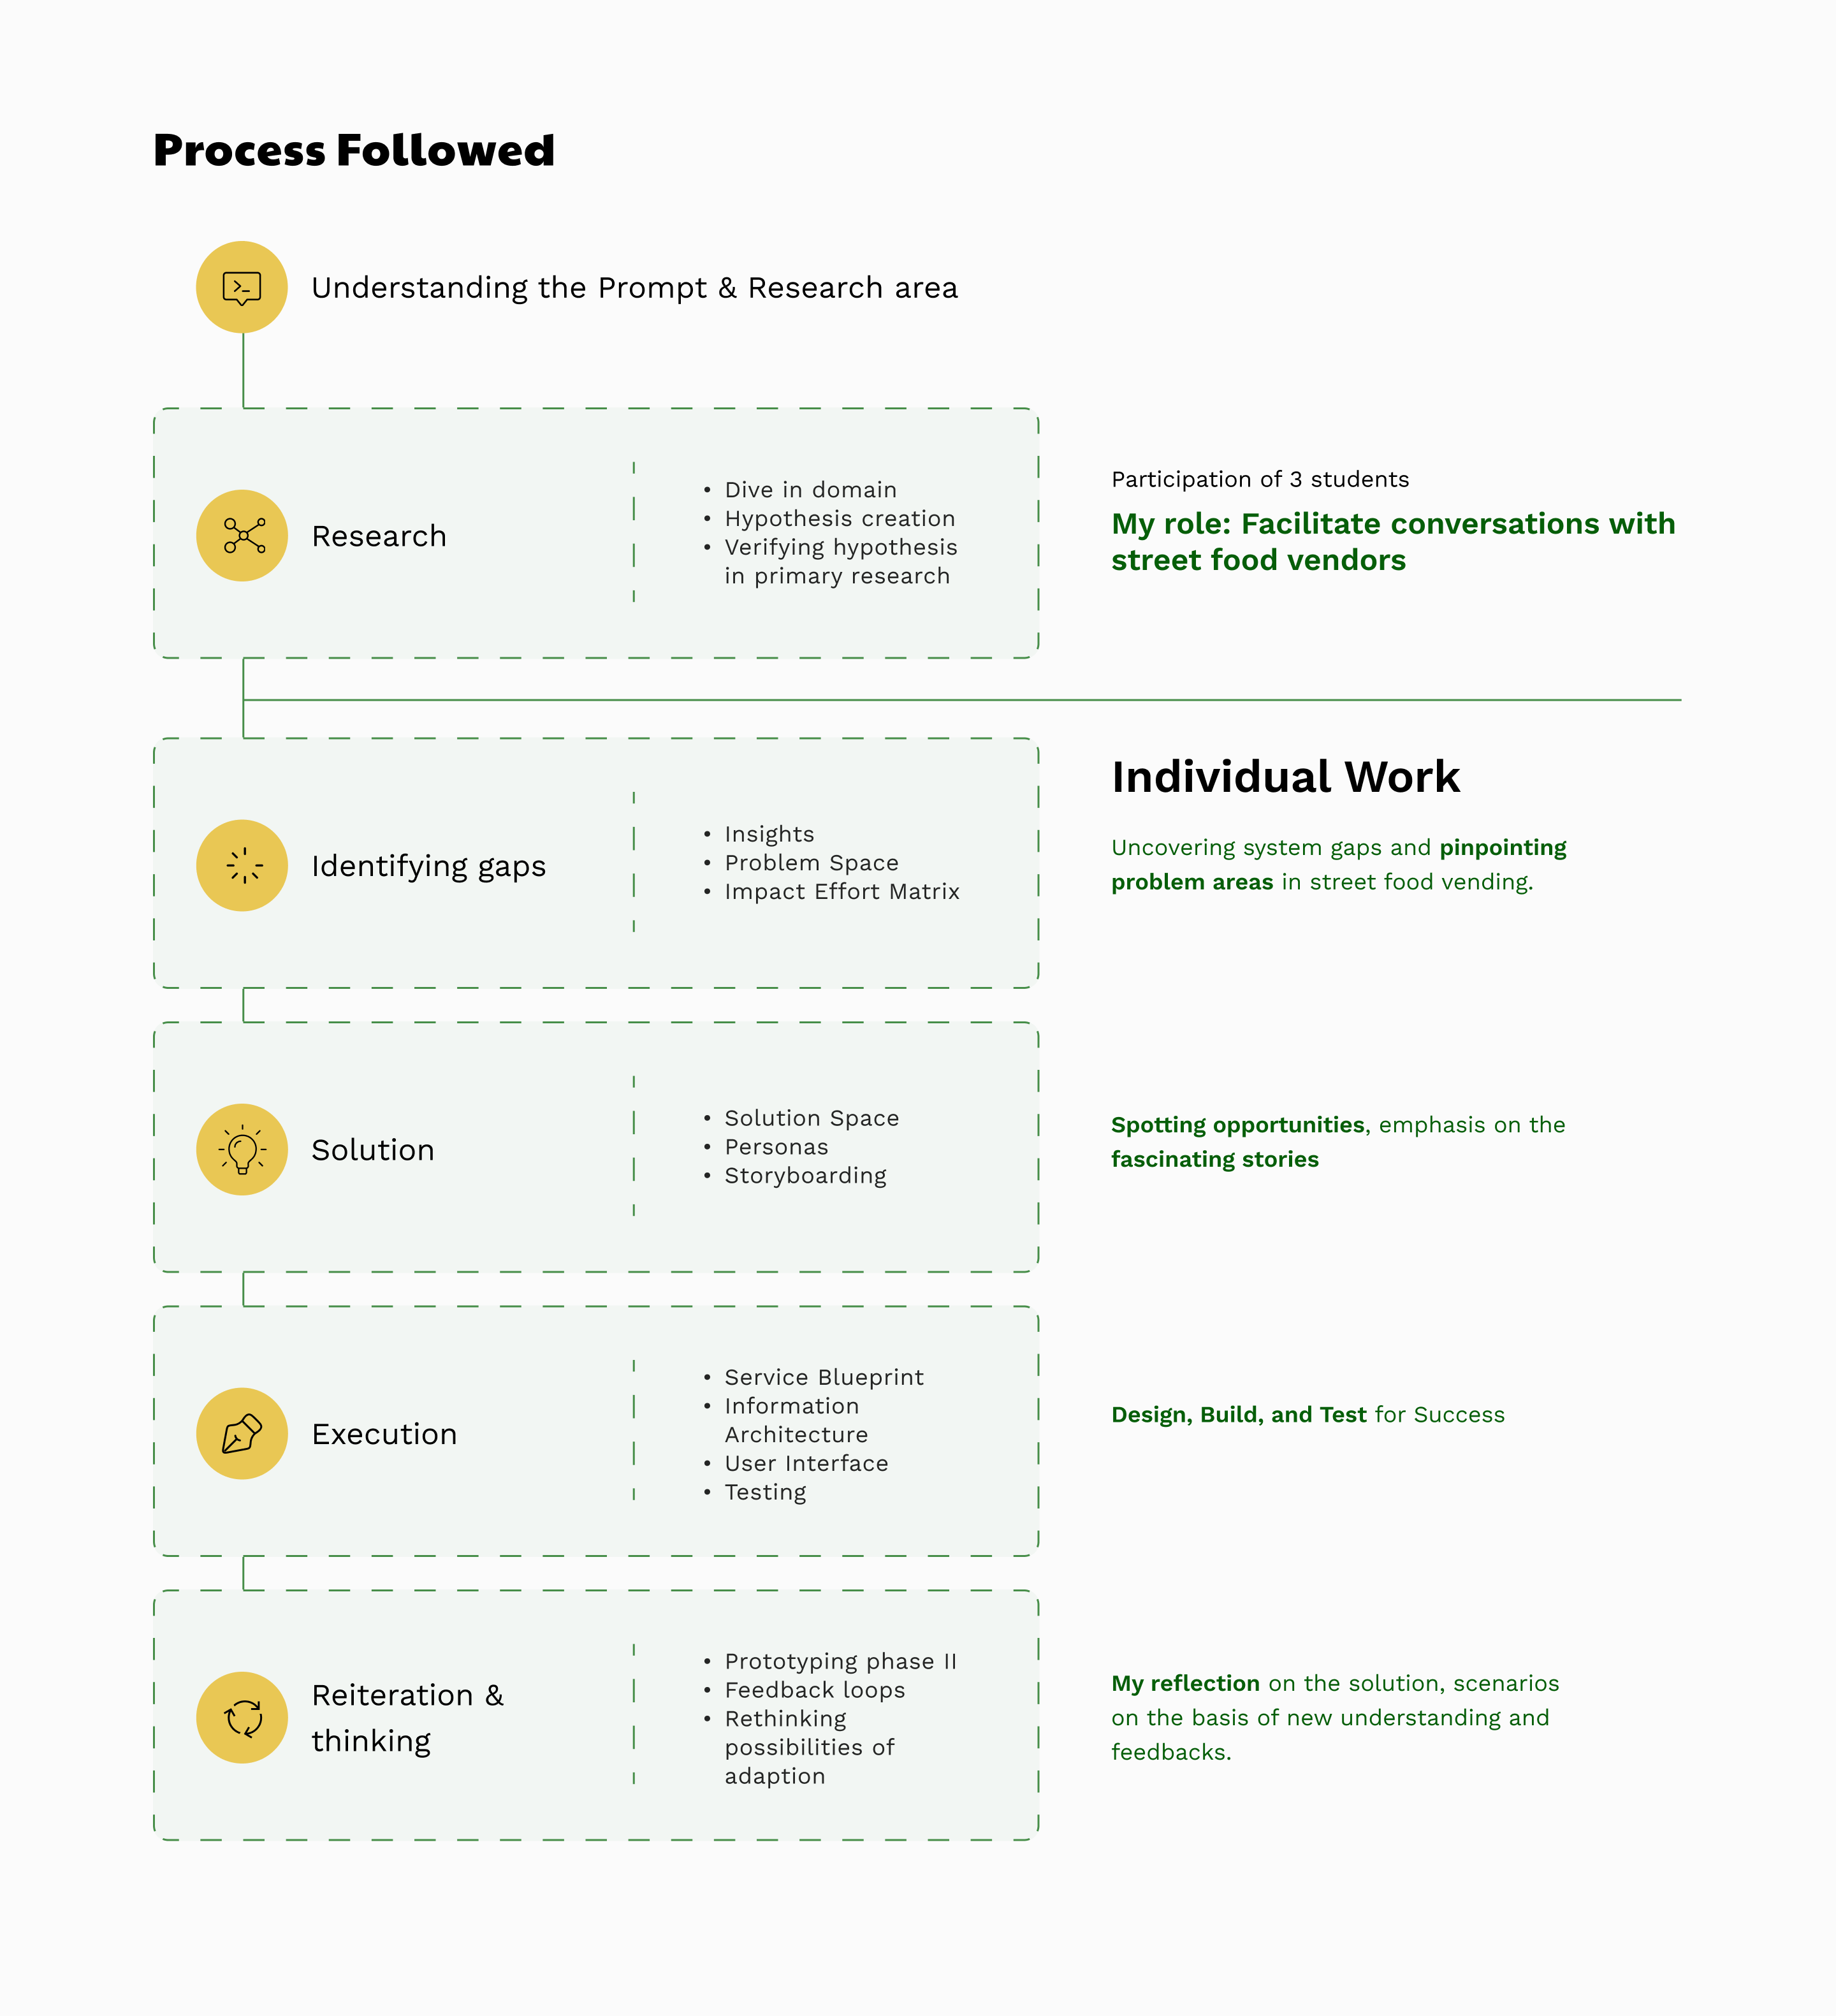 Process Followed
Understanding the Prompt & Research area
Research
• Dive in domain
• Hypothesis creation
• Verifying hypothesis
in primary research
Participation of 3 students
My role: Facilitate conversations with
street food vendors
Identifying gaps
• Insights
• Problem Space
• Impact Effort Matrix
Individual Work
Uncovering system gaps and pinpointing
problem areas in street food vending.
Solution
• Solution Space
• Personas
• Storyboarding
Spotting opportunities, emphasis on the
fascinating stories
Execution
• Service Blueprint
• Information
Architecture
• User Interface
• Testing
Design, Build, and Test for Success
Reiteration &
thinking
• Prototyping phase II
• Feedback loops
• Rethinking
possibilities of
adaption
My reflection on the solution, scenarios
on the basis of new understanding and
feedbacks.